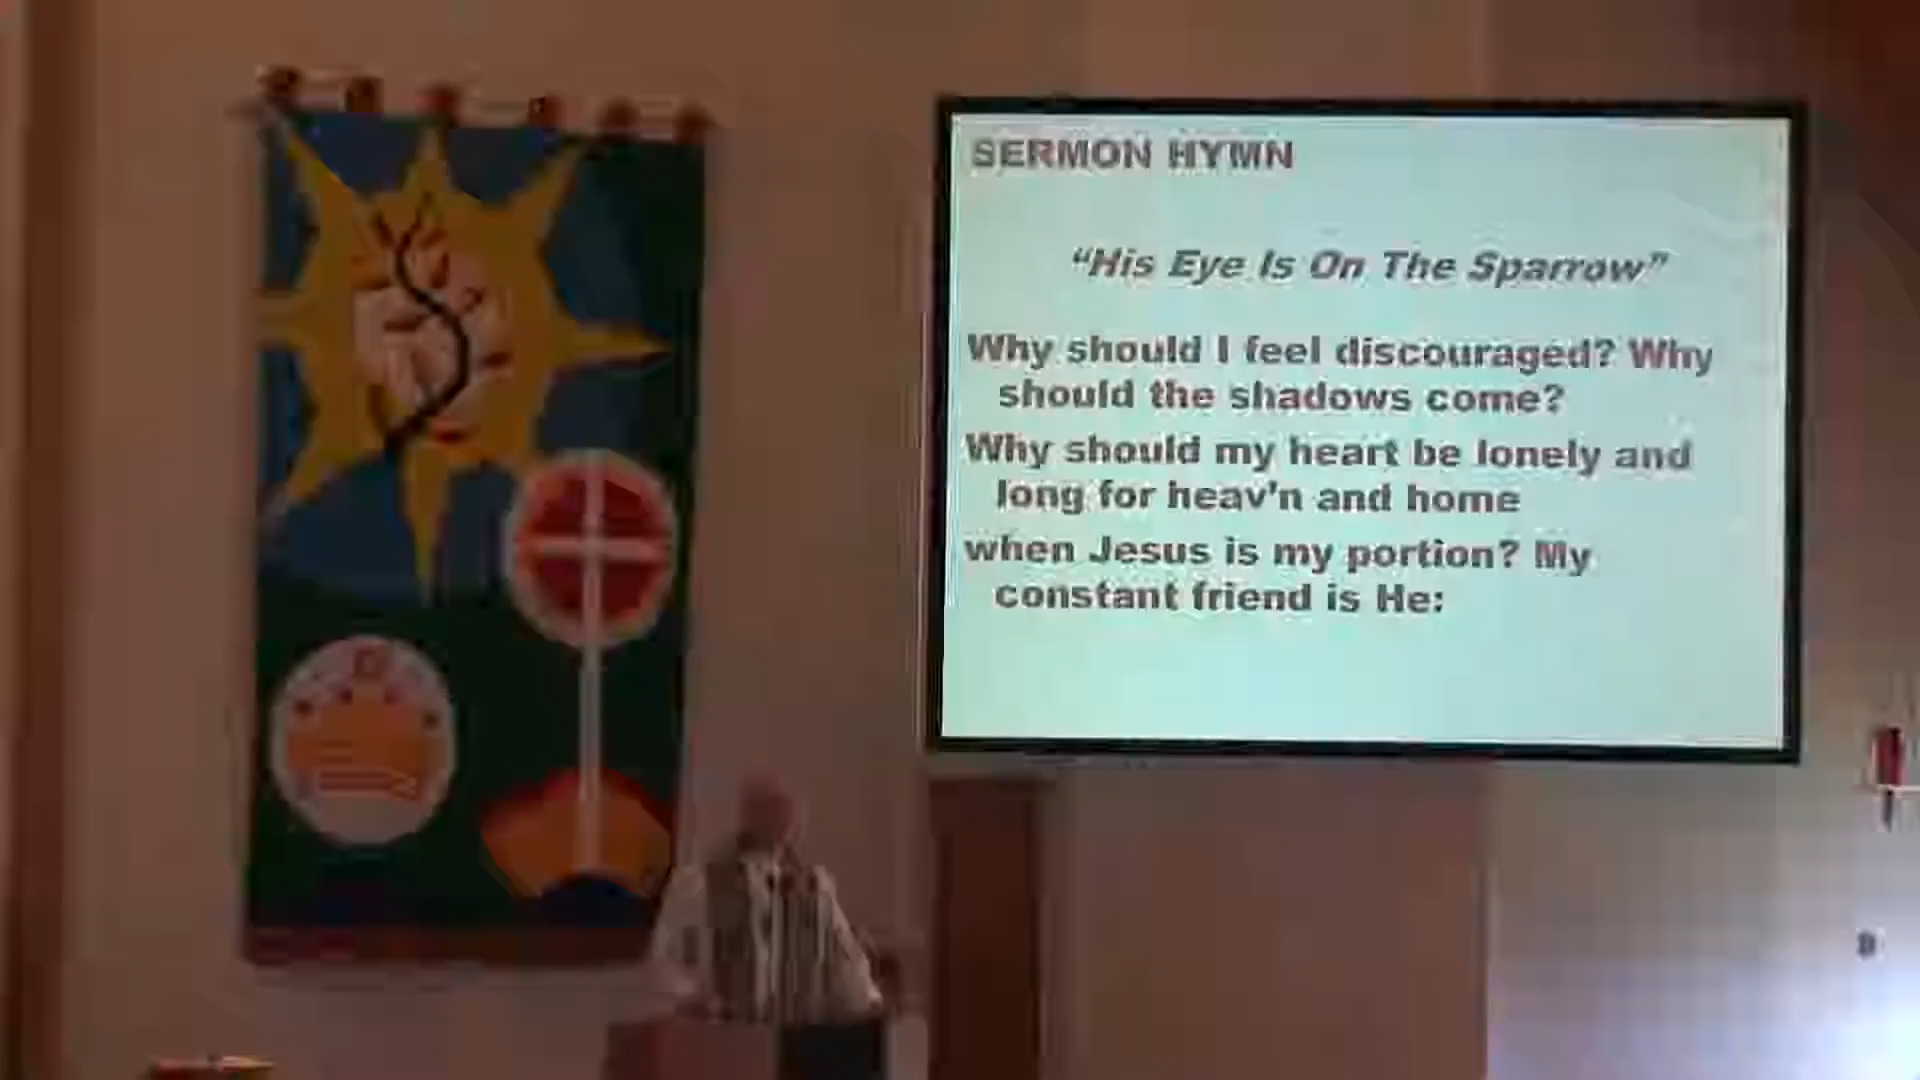 SERMON HYMN
“His Eye Is On The Sparrow”
Why should I feel discouraged? Why
should the shadows come?
Why should my heart be lonely and
long for heav'n and home
when Jesus is my portion? My
constant friend is He: